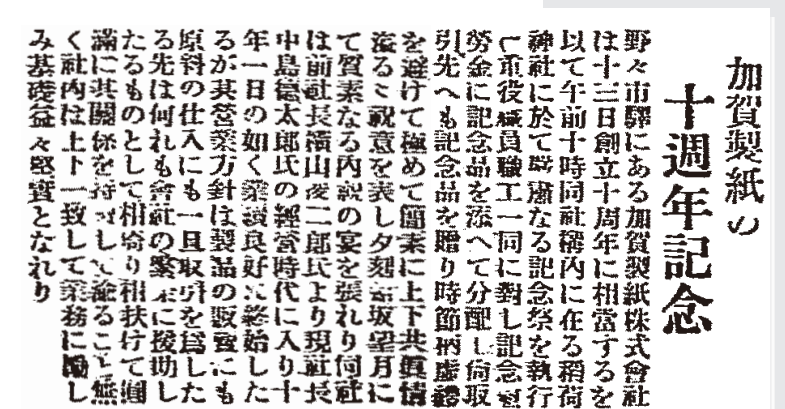 加賀製紙の
十週年記念
野々市驛にある加賀製紙株式會社
は十三日創立十周年に相當するを
以て午前十時同社構内に在る稻荷
神社に於て嚴肅なる記念祭を執行
し重役職員職工一同に對し記念
勞金に記念品を添へて分配し尚取
引先へも記念品を贈り時節柄虚禮
を避けて極めて簡素に上下共眞情
溢るゝ祝意を表し夕刻 坂望月に
て質素なる内祝の宴を張れり同社
は前社長横山俊二郎氏より現社長
中島德太郎氏の經營時代に入り十
年一日の如く業績良好に終始した
るが其營業方針は製品の販賣にも
原料の仕入にも一旦取引を爲した
る先は何れも會社の繁 に援助し
たるものとして相寄り相扶けて圓
滿に其關係を持 して渝ること無
く社内は上下一致して業務に勵し
み基礎益々堅實となれり